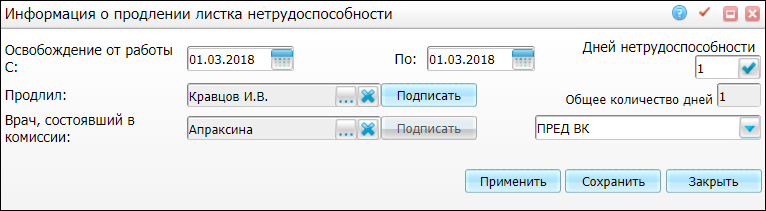 Информация о продлении листка нетрудоспособности
Освобождение от работы
С:
01.03.2018
По:
01.03.2018
Дней нетрудоспособности
1
Продлил:
Кравцов И.В.
...
Подписать
Общее количество дней
1
Врач, состоявший в
комиссии:
Апраксина
...
Подписать
ПРЕД ВК
Применить
Сохранить
Закрыть